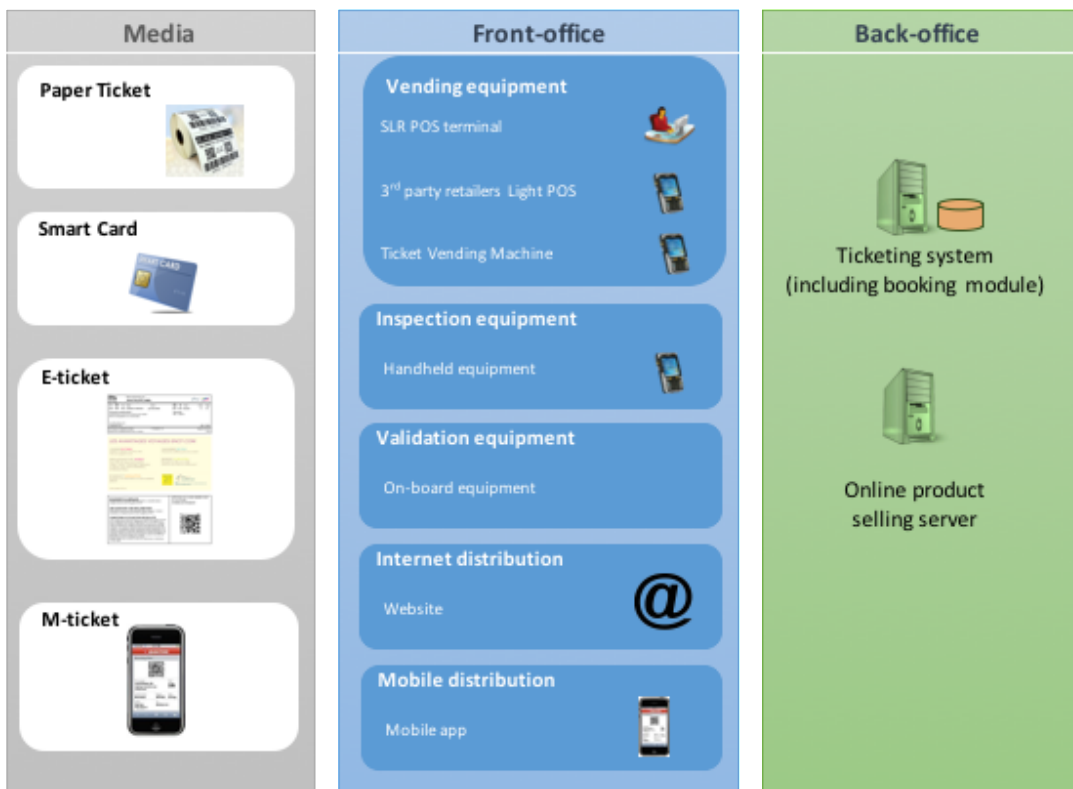 Media
Paper Ticket
Smart Card
SMART CARD
E-ticket
M-ticket
Front-office
Vending equipment
SLR POS terminal
3rd party retailers Light POS
Ticket Vending Machine
Inspection equipment
Handheld equipment
Validation equipment
On-board equipment
Internet distribution
Website
@
Mobile distribution
Mobile app
Back-office
Ticketing system
(including booking module)
Online product
selling server